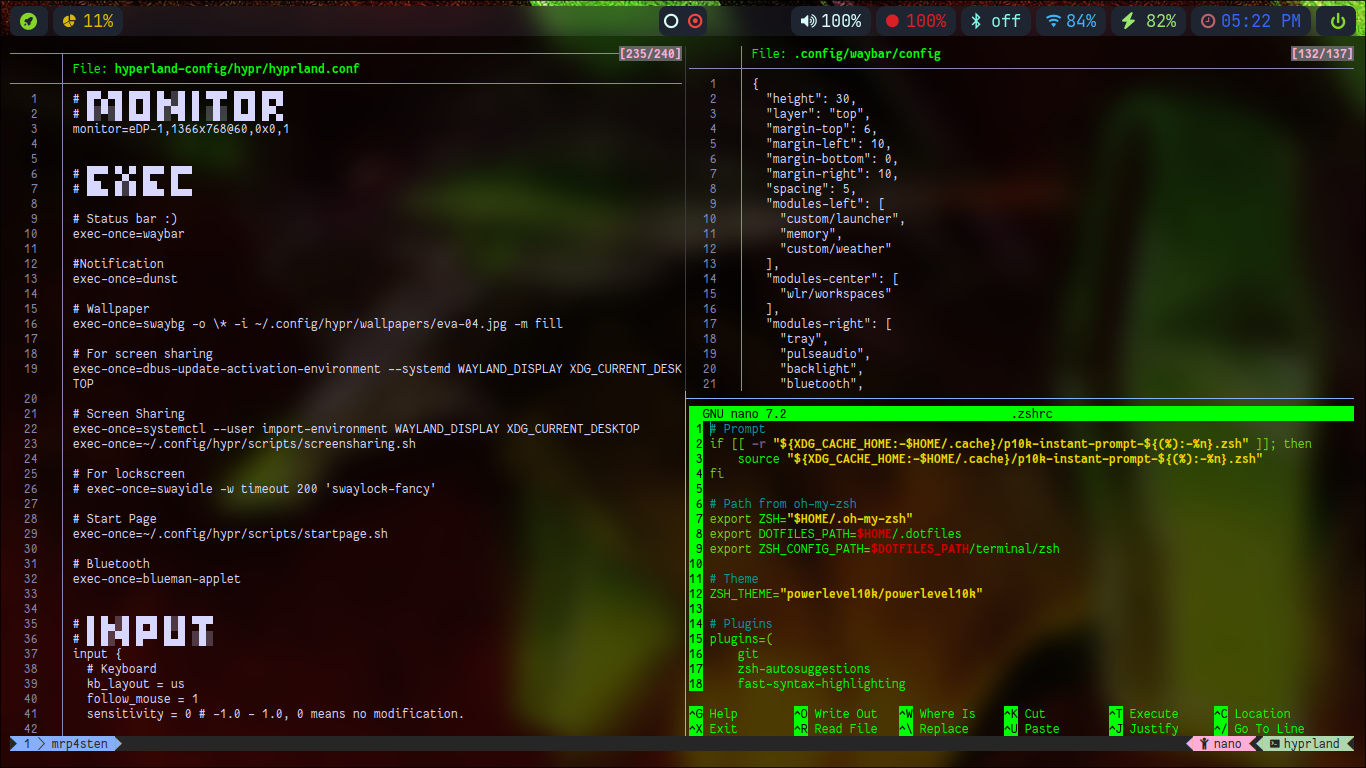 11% 100% 100% off 84% 82% 05:22 PM
[235/240]
File: hyperland-config/hypr/hyprland.conf
1 # MONITOR
2 #
3 monitor=eDP-1,1366x768@60,0x0,1
4
5
6 # EXEC
7 #
8
9 # Status bar :)
10 exec-once=waybar
11
12 #Notification
13 exec-once=dunst
14
15 # Wallpaper
16 exec-once=swaybg -o \* -i ~/.config/hypr/wallpapers/eva-04.jpg -m fill
17
18 # For screen sharing
19 exec-once=dbus-update-activation-environment --systemd WAYLAND_DISPLAY XDG_CURRENT_DESK
TOP
20
21 # Screen Sharing
22 exec-once=systemctl --user import-environment WAYLAND_DISPLAY XDG_CURRENT_DESKTOP
23 exec-once=~/.config/hypr/scripts/screensharing.sh
24
25 # For lockscreen
26 # exec-once=swayidle -w timeout 200 'swaylock-fancy'
27
28 # Start Page
29 exec-once=~/.config/hypr/scripts/startpage.sh
30
31 # Bluetooth
32 exec-once=blueman-applet
33
34
35 # INPUT
36 #
37 input {
38 # Keyboard
39 kb_layout = us
40 follow_mouse = 1
41 sensitivity = 0 # -1.0 - 1.0, 0 means no modification.
42
File: .config/waybar/config [132/137]
1 {
2 "height": 30,
3 "layer": "top",
4 "margin-top": 6,
5 "margin-left": 10,
6 "margin-bottom": 0,
7 "margin-right": 10,
8 "spacing": 5,
9 "modules-left": [
10 "custom/launcher",
11 "memory",
12 "custom/weather"
13 ],
14 "modules-center": [
15 "wlr/workspaces"
16 ],
17 "modules-right": [
18 "tray",
19 "pulseaudio",
20 "backlight",
21 "bluetooth",
GNU nano 7.2 .zshrc
1 # Prompt
2 if [[ -r "${XDG_CACHE_HOME:-$HOME/.cache}/p10k-instant-prompt-${(%):-%n}.zsh" ]]; then
3 source "${XDG_CACHE_HOME:-$HOME/.cache}/p10k-instant-prompt-${(%):-%n}.zsh"
4 fi
5
6 # Path from oh-my-zsh
7 export ZSH="$HOME/.oh-my-zsh"
8 export DOTFILES_PATH=$HOME/.dotfiles
9 export ZSH_CONFIG_PATH=$DOTFILES_PATH/terminal/zsh
10
11 # Theme
12 ZSH_THEME="powerlevel10k/powerlevel10k"
13
14 # Plugins
15 plugins=(
16 git
17 zsh-autosuggestions
18 fast-syntax-highlighting
^G Help ^O Write Out ^W Where Is ^K Cut ^T Execute ^C Location
^X Exit ^R Read File ^\ Replace ^U Paste ^J Justify ^/ Go To Line
1 mrp4sten nano hyprland